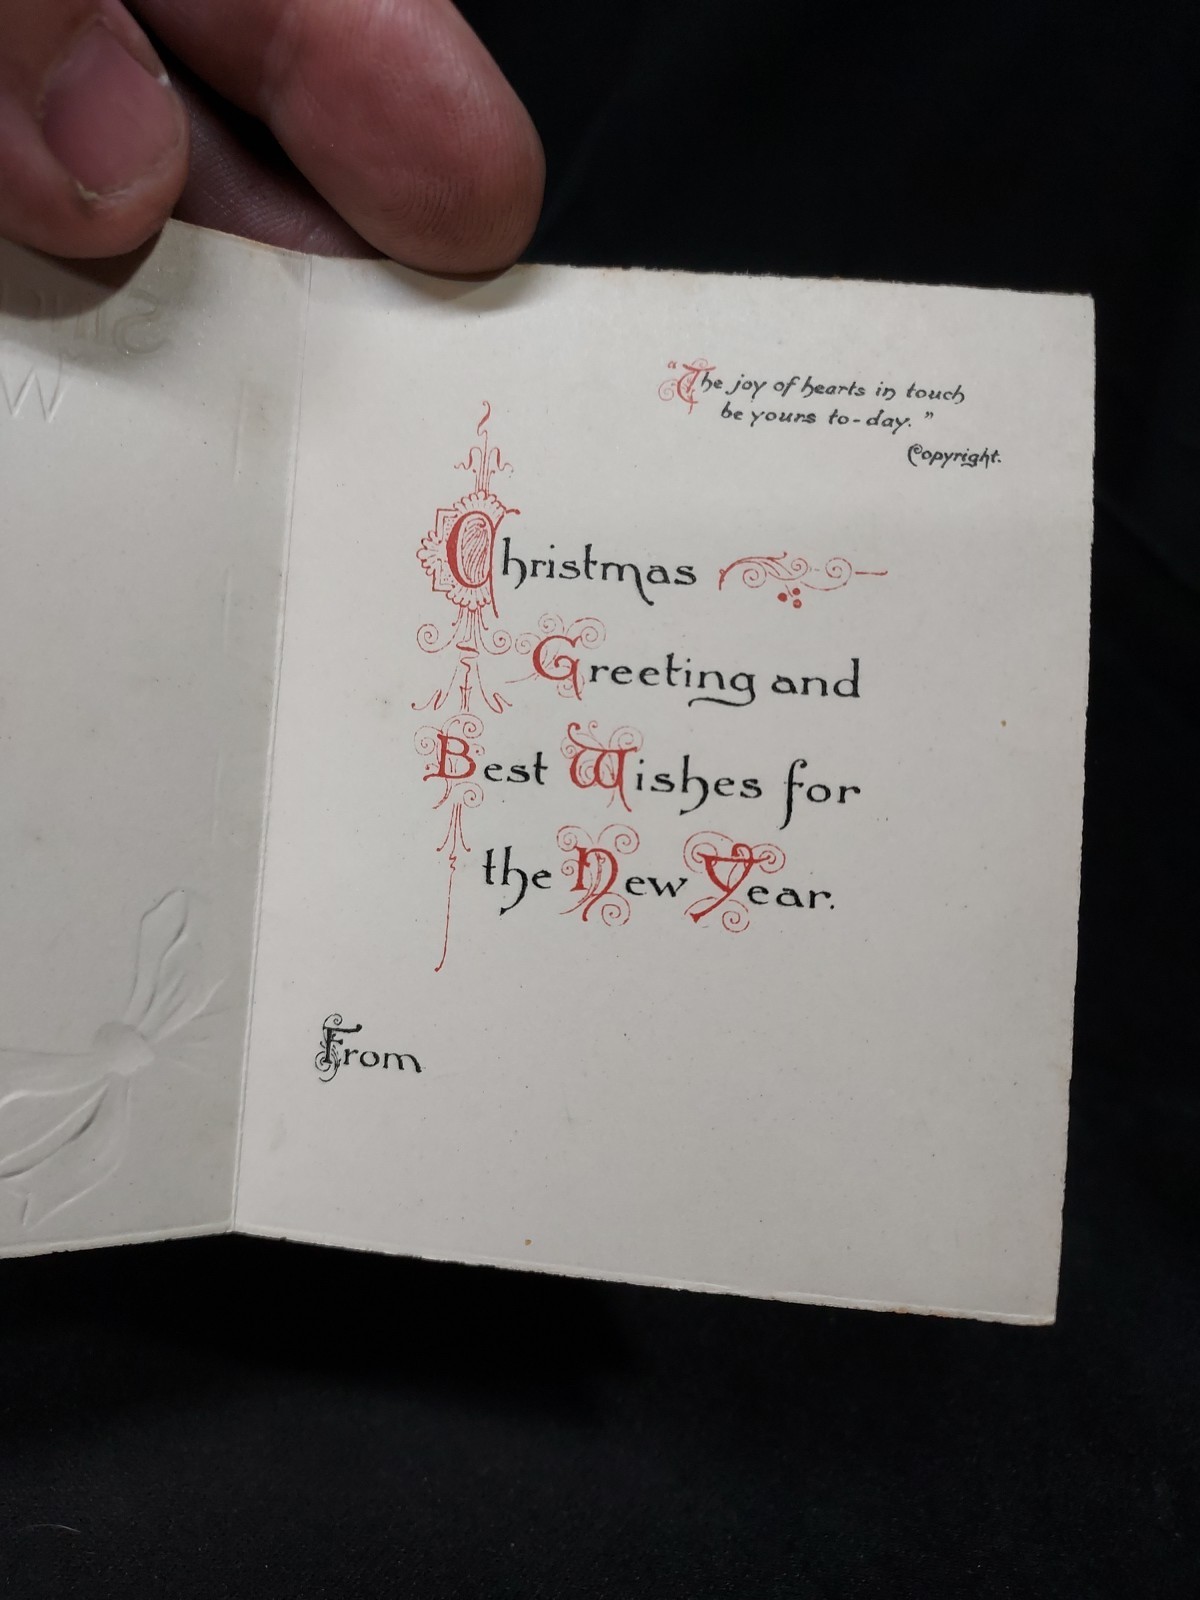 "The joy of hearts in touch
be yours to-day."
Copyright.
Christmas
Greeting and
Best Wishes for
the New Year.
From